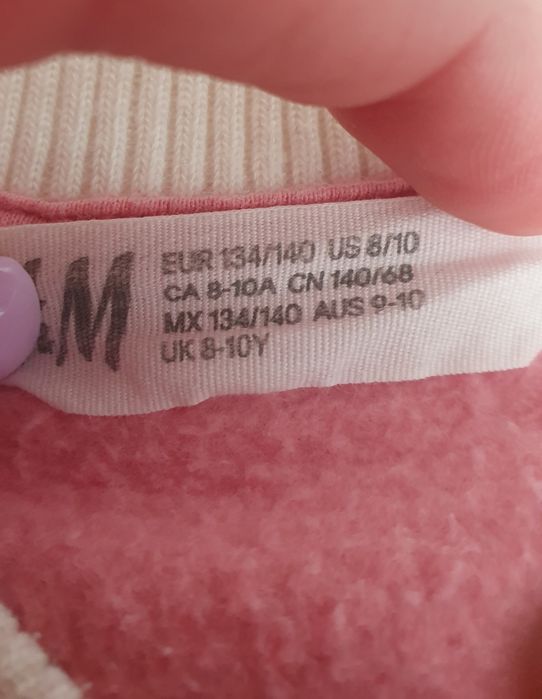 &M
EUR 134/140 US 8/10
CA 8-10A CN 140/68
MX 134/140 AUS 9-10
UK 8-10Y